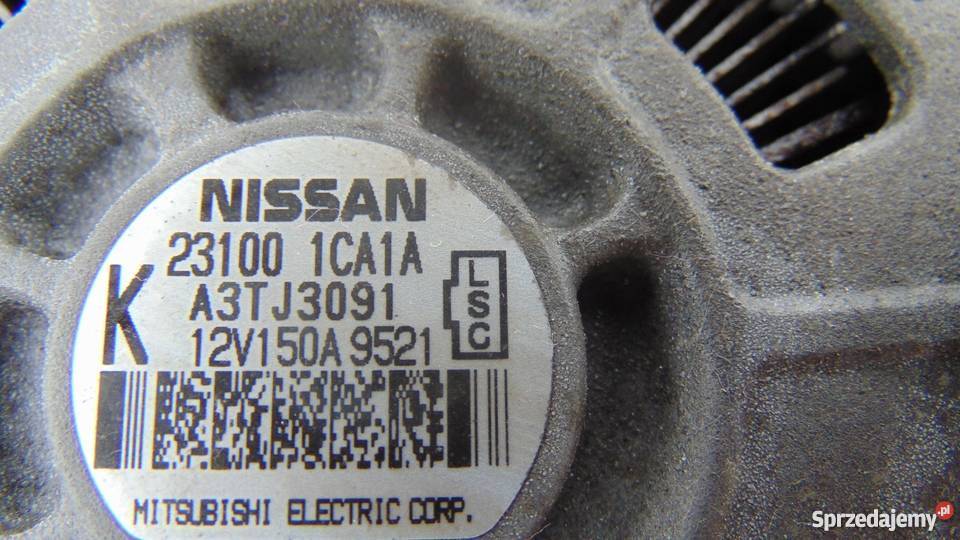 NISSAN
23100 1CA1A
K
A3TJ3091
12V150A 9521
L
S
C
MITSUBISHI ELECTRIC CORP.
Sprzedajemy.pl